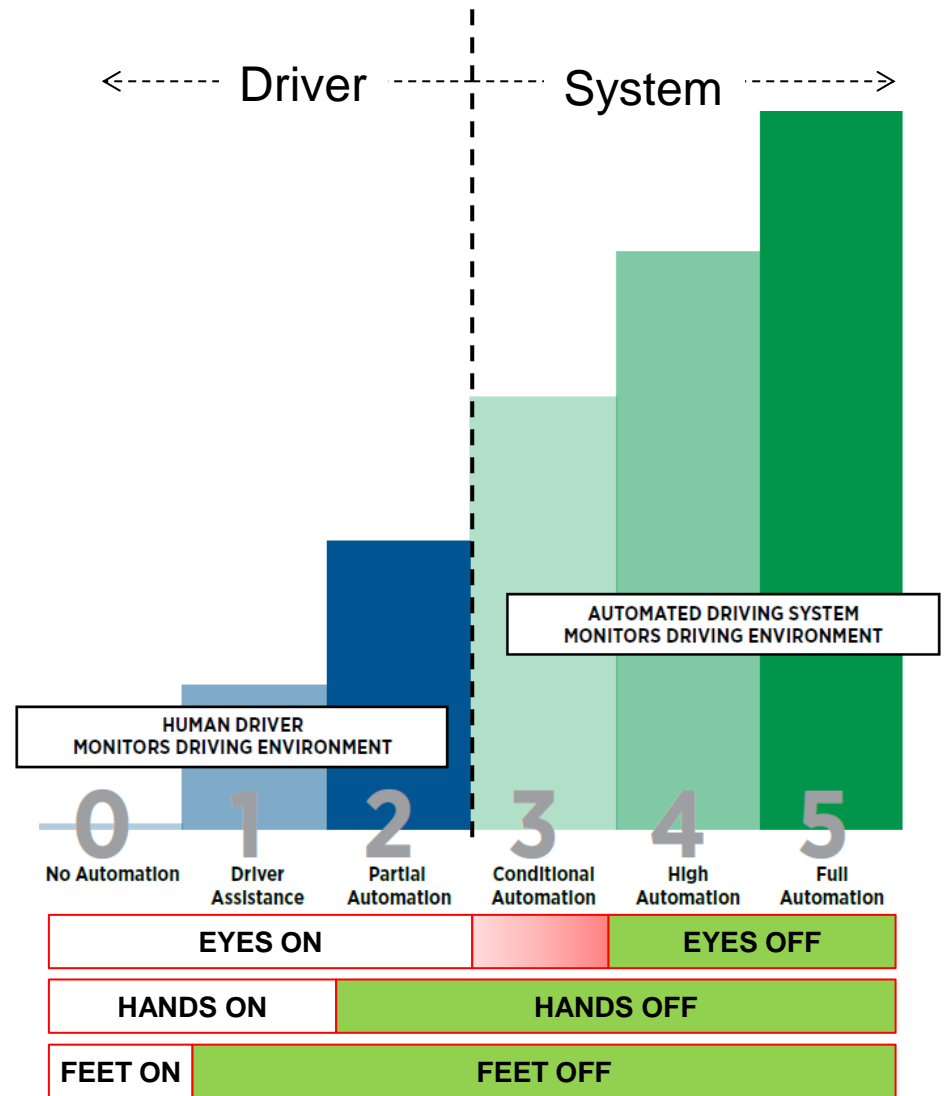 Driver System
AUTOMATED DRIVING SYSTEM
MONITORS DRIVING ENVIRONMENT
HUMAN DRIVER
MONITORS DRIVING ENVIRONMENT
0 1 2 3 4 5
No Automation
Driver
Assistance
Partial
Automation
Conditional
Automation
High
Automation
Full
Automation
EYES ON EYES OFF
HANDS ON HANDS OFF
FEET ON FEET OFF